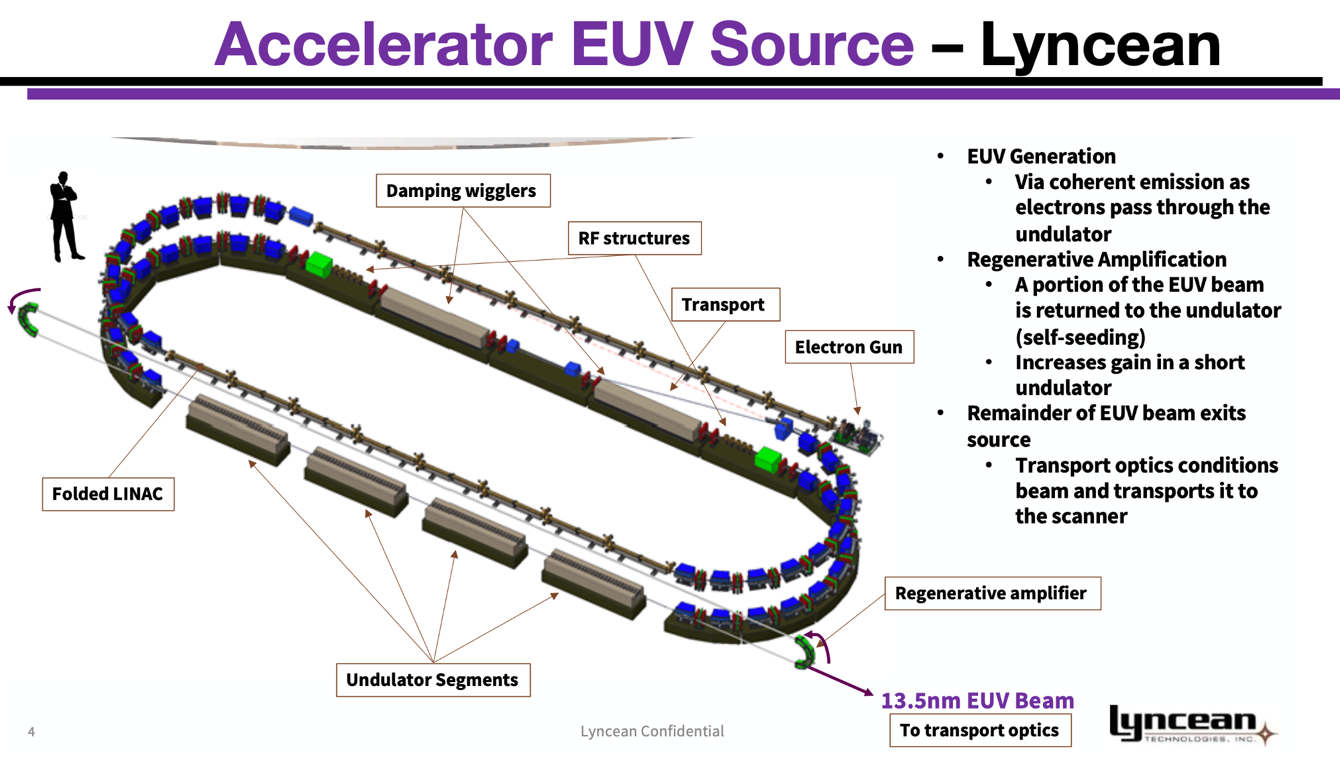 Accelerator EUV Source – Lyncean
Damping wigglers
RF structures
Transport
Electron Gun
Folded LINAC
Undulator Segments
Regenerative amplifier
13.5nm EUV Beam
To transport optics
• EUV Generation
• Via coherent emission as
electrons pass through the
undulator
• Regenerative Amplification
• A portion of the EUV beam
is returned to the undulator
(self-seeding)
• Increases gain in a short
undulator
• Remainder of EUV beam exits
source
• Transport optics conditions
beam and transports it to
the scanner
4
Lyncean Confidential
Lyncean
TECHNOLOGIES, INC.